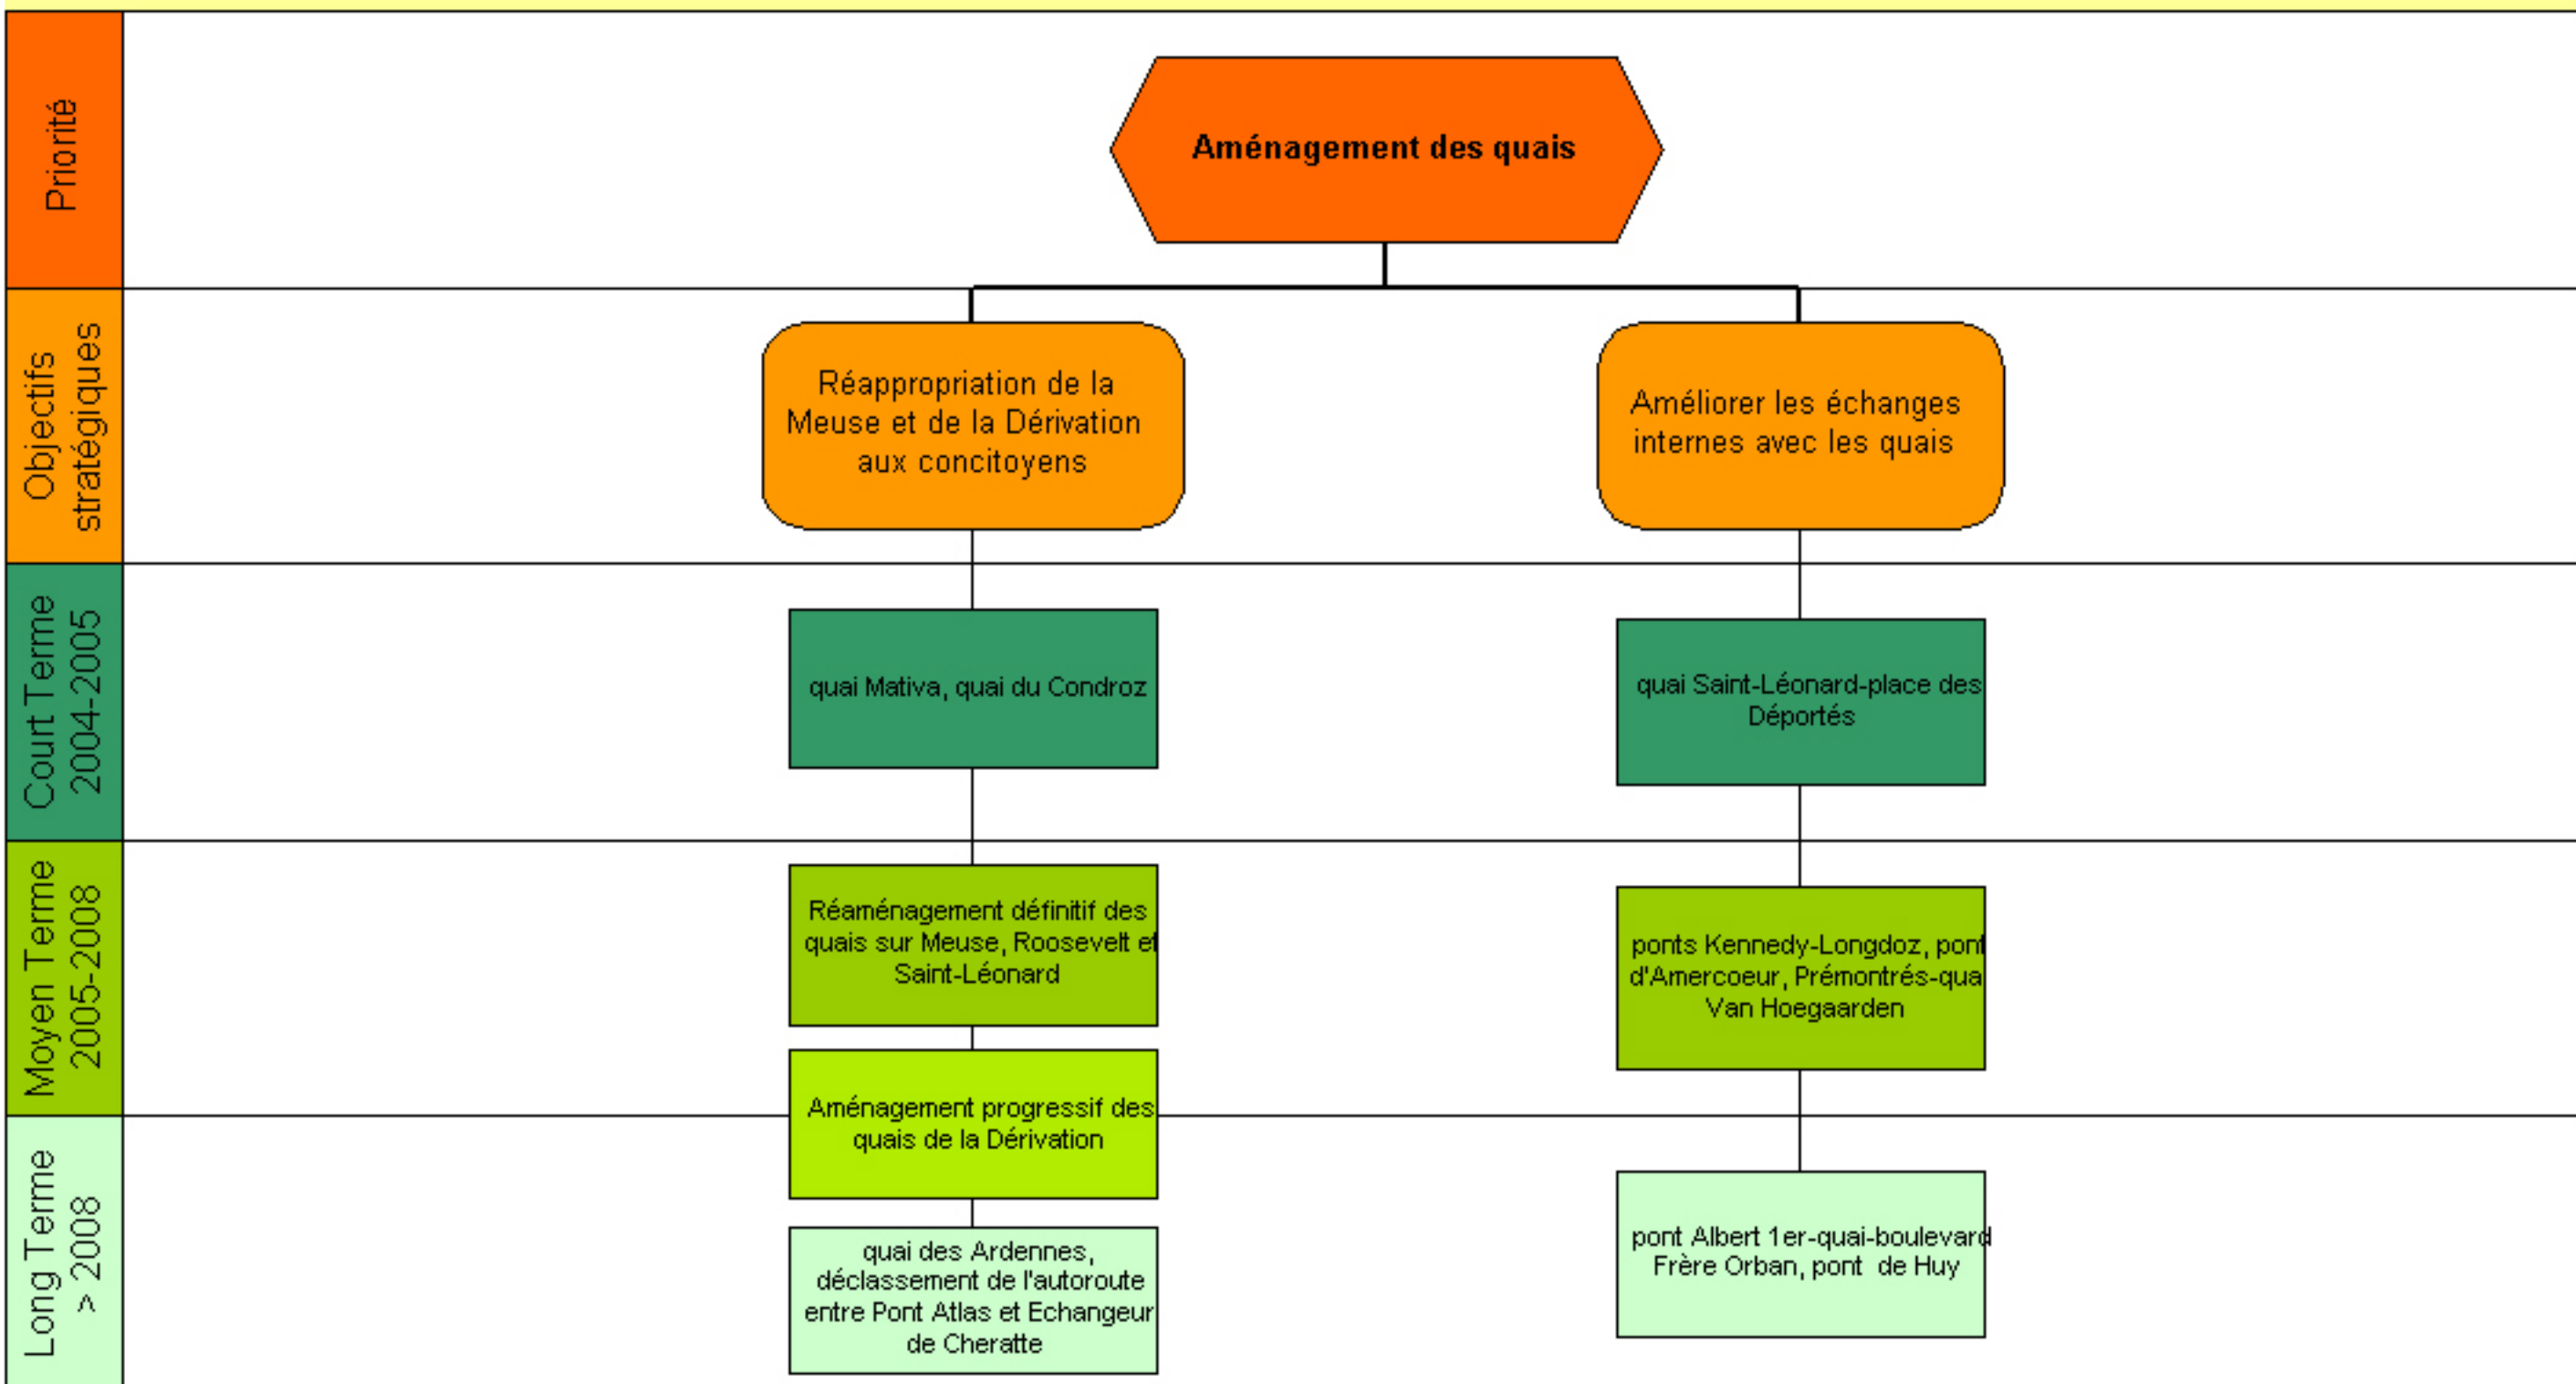 Priorité
Aménagement des quais
Objectifs
stratégiques
Réappropriation de la
Meuse et de la Dérivation
aux concitoyens
Améliorer les échanges
internes avec les quais
Court Terme
2004-2005
quai Mativa, quai du Condroz
quai Saint-Léonard-place des
Déportés
Moyen Terme
2005-2008
Réaménagement définitif des
quais sur Meuse, Roosevelt et
Saint-Léonard
ponts Kennedy-Longdoz, pont
d'Amercoeur, Prémontrés-qua
Van Hoegaarden
Aménagement progressif des
quais de la Dérivation
Long Terme
> 2008
quai des Ardennes,
déclassement de l'autoroute
entre Pont Atlas et Echangeur
de Cheratte
pont Albert 1er-quai-boulevard
Frère Orban, pont de Huy